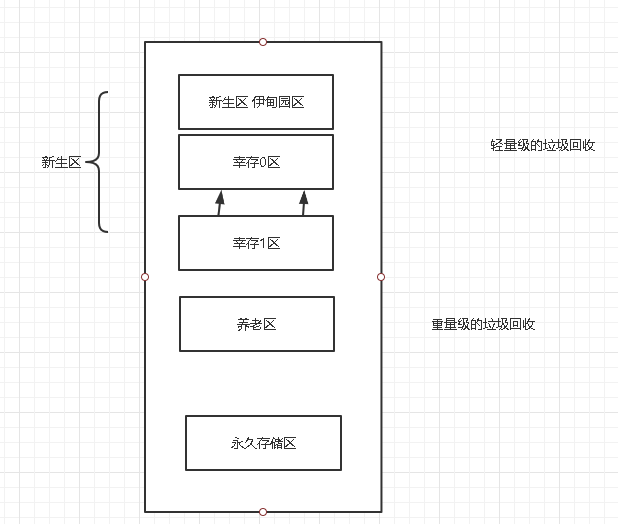 新生区 伊甸园区
轻量级的垃圾回收
新生区
幸存0区
幸存1区
养老区
重量级的垃圾回收
永久存储区